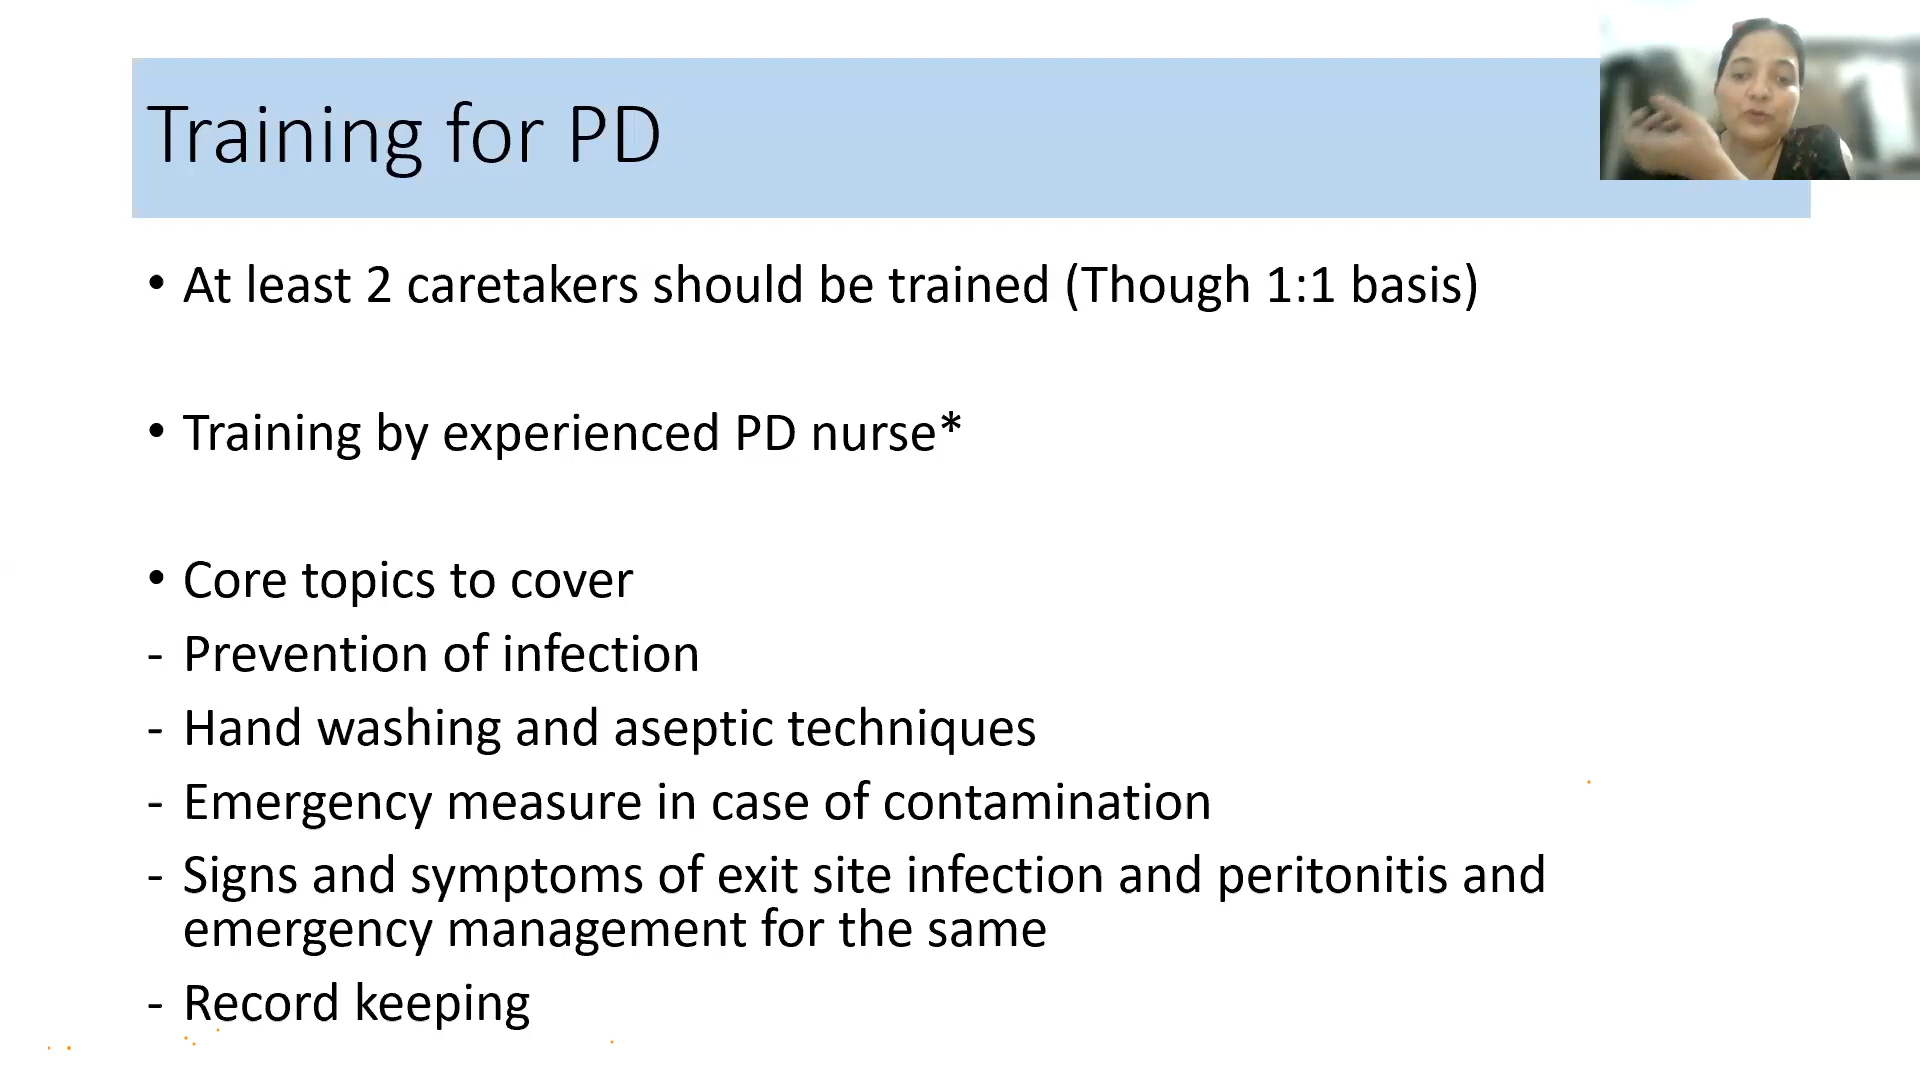 Training for PD
• At least 2 caretakers should be trained (Though 1:1 basis)
• Training by experienced PD nurse*
• Core topics to cover
- Prevention of infection
- Hand washing and aseptic techniques
- Emergency measure in case of contamination
- Signs and symptoms of exit site infection and peritonitis and
emergency management for the same
- Record keeping